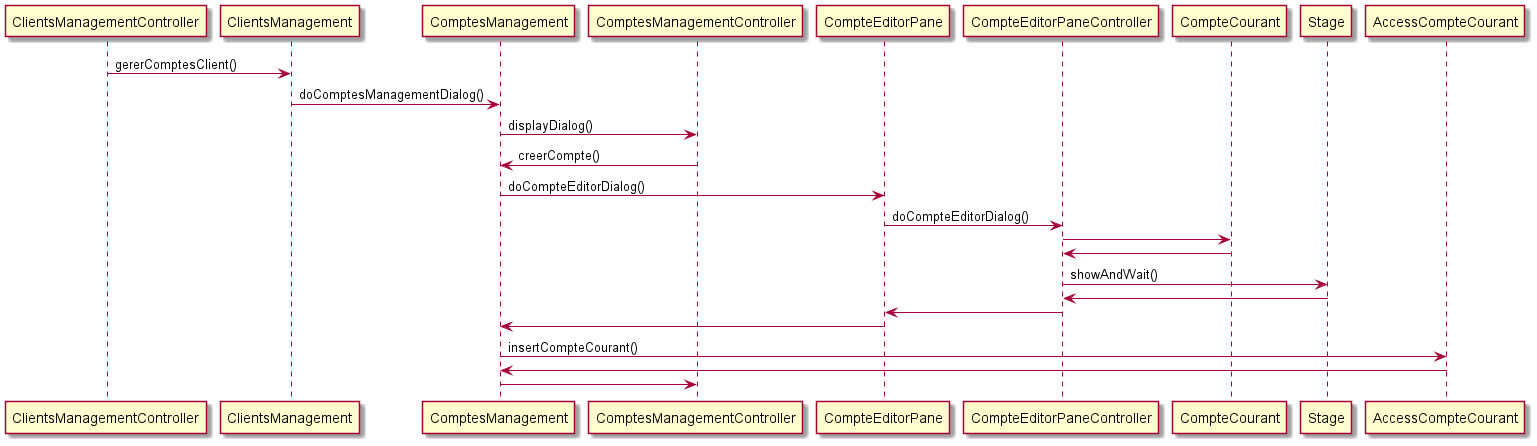 ClientsManagementController ClientsManagement ComptesManagement ComptesManagementController CompteEditorPane CompteEditorPaneController CompteCourant Stage AccessCompteCourant
gererComptesClient()
doComptesManagementDialog()
displayDialog()
creerCompte()
doCompteEditorDialog()
doCompteEditorDialog()
showAndWait()
insertCompteCourant()
ClientsManagementController ClientsManagement ComptesManagement ComptesManagementController CompteEditorPane CompteEditorPaneController CompteCourant Stage AccessCompteCourant